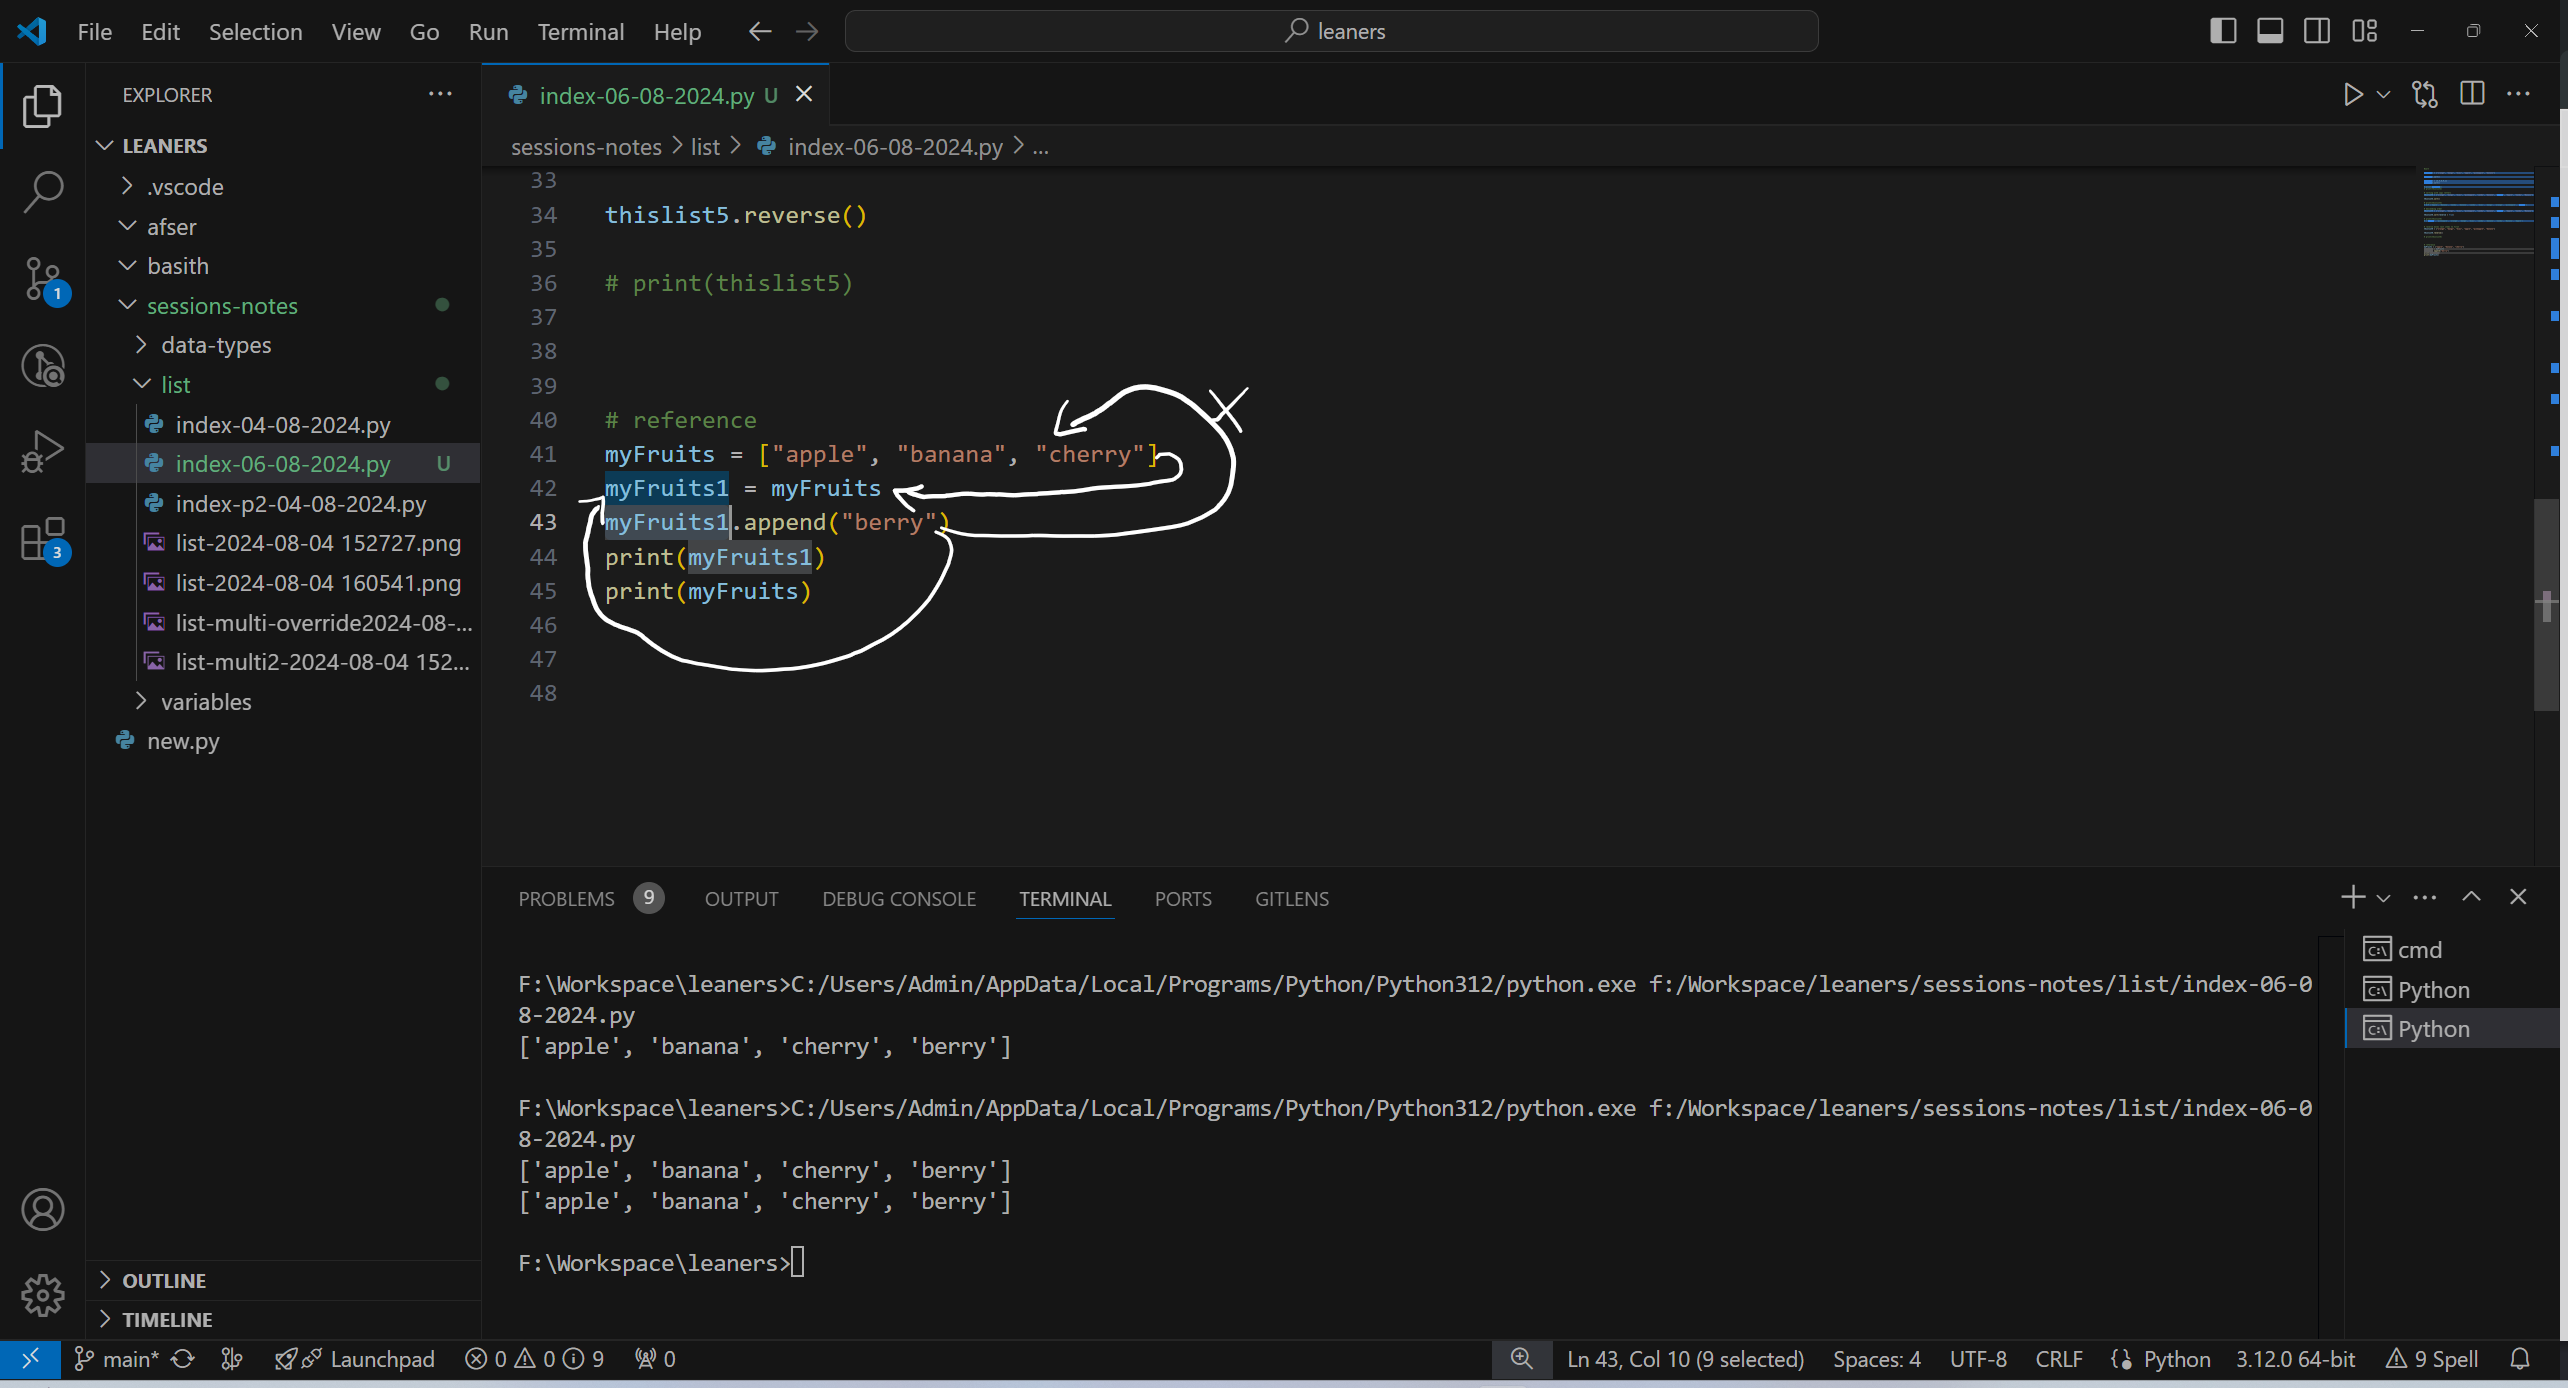 File Edit Selection View Go Run Terminal Help
leaners
EXPLORER
LEANERS
.vscode
afser
basith
sessions-notes
data-types
list
index-04-08-2024.py
index-06-08-2024.py U
index-p2-04-08-2024.py
list-2024-08-04 152727.png
list-2024-08-04 160541.png
list-multi-override2024-08-...
list-multi2-2024-08-04 152...
variables
new.py
OUTLINE
TIMELINE
1
3
index-06-08-2024.py U
sessions-notes > list > index-06-08-2024.py > ...
33
34 thislist5.reverse()
35
36 # print(thislist5)
37
38
39
40 # reference
41 myFruits = ["apple", "banana", "cherry"]
42 myFruits1 = myFruits
43 myFruits1.append("berry")
44 print(myFruits1)
45 print(myFruits)
46
47
48
PROBLEMS 9 OUTPUT DEBUG CONSOLE TERMINAL PORTS GITLENS
F:\Workspace\leaners>C:/Users/Admin/AppData/Local/Programs/Python/Python312/python.exe f:/Workspace/leaners/sessions-notes/list/index-06-0
8-2024.py
['apple', 'banana', 'cherry', 'berry']
F:\Workspace\leaners>C:/Users/Admin/AppData/Local/Programs/Python/Python312/python.exe f:/Workspace/leaners/sessions-notes/list/index-06-0
8-2024.py
['apple', 'banana', 'cherry', 'berry']
['apple', 'banana', 'cherry', 'berry']
F:\Workspace\leaners>
cmd
Python
Python
main* Launchpad 0 0 9 0 Ln 43, Col 10 (9 selected) Spaces: 4 UTF-8 CRLF Python 3.12.0 64-bit 9 Spell